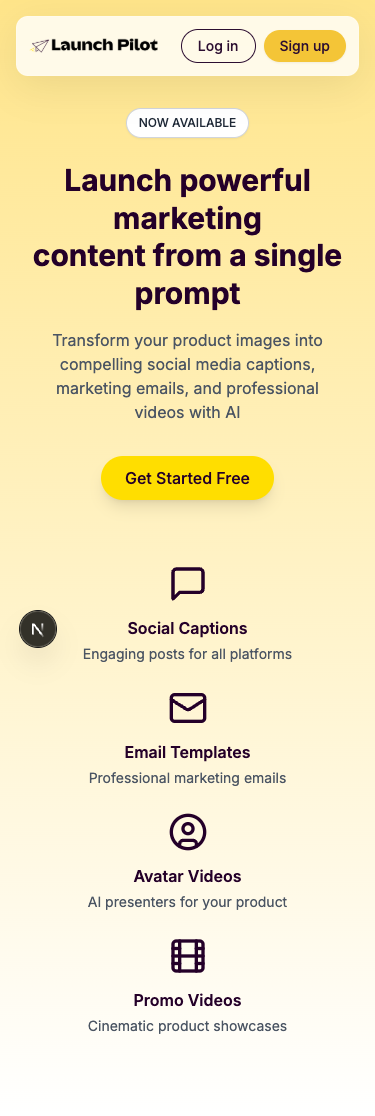 Launch Pilot
Log in
Sign up
NOW AVAILABLE
Launch powerful
marketing
content from a single
prompt
Transform your product images into
compelling social media captions,
marketing emails, and professional
videos with AI
Get Started Free
N
Social Captions
Engaging posts for all platforms
Email Templates
Professional marketing emails
Avatar Videos
AI presenters for your product
Promo Videos
Cinematic product showcases